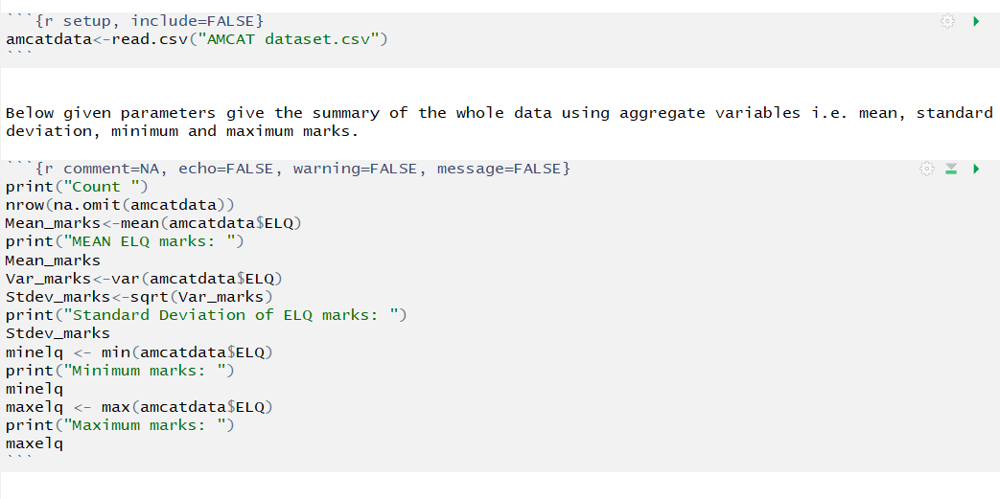 ```{r setup, include=FALSE}
amcatdata<-read.csv("AMCAT dataset.csv")
```
Below given parameters give the summary of the whole data using aggregate variables i.e. mean, standard
deviation, minimum and maximum marks.
```{r comment=NA, echo=FALSE, warning=FALSE, message=FALSE}
print("Count ")
nrow(na.omit(amcatdata))
Mean_marks<-mean(amcatdata$ELQ)
print("MEAN ELQ marks: ")
Mean_marks
Var_marks<-var(amcatdata$ELQ)
Stdev_marks<-sqrt(Var_marks)
print("Standard Deviation of ELQ marks: ")
Stdev_marks
minelq <- min(amcatdata$ELQ)
print("Minimum marks: ")
minelq
maxelq <- max(amcatdata$ELQ)
print("Maximum marks: ")
maxelq
```